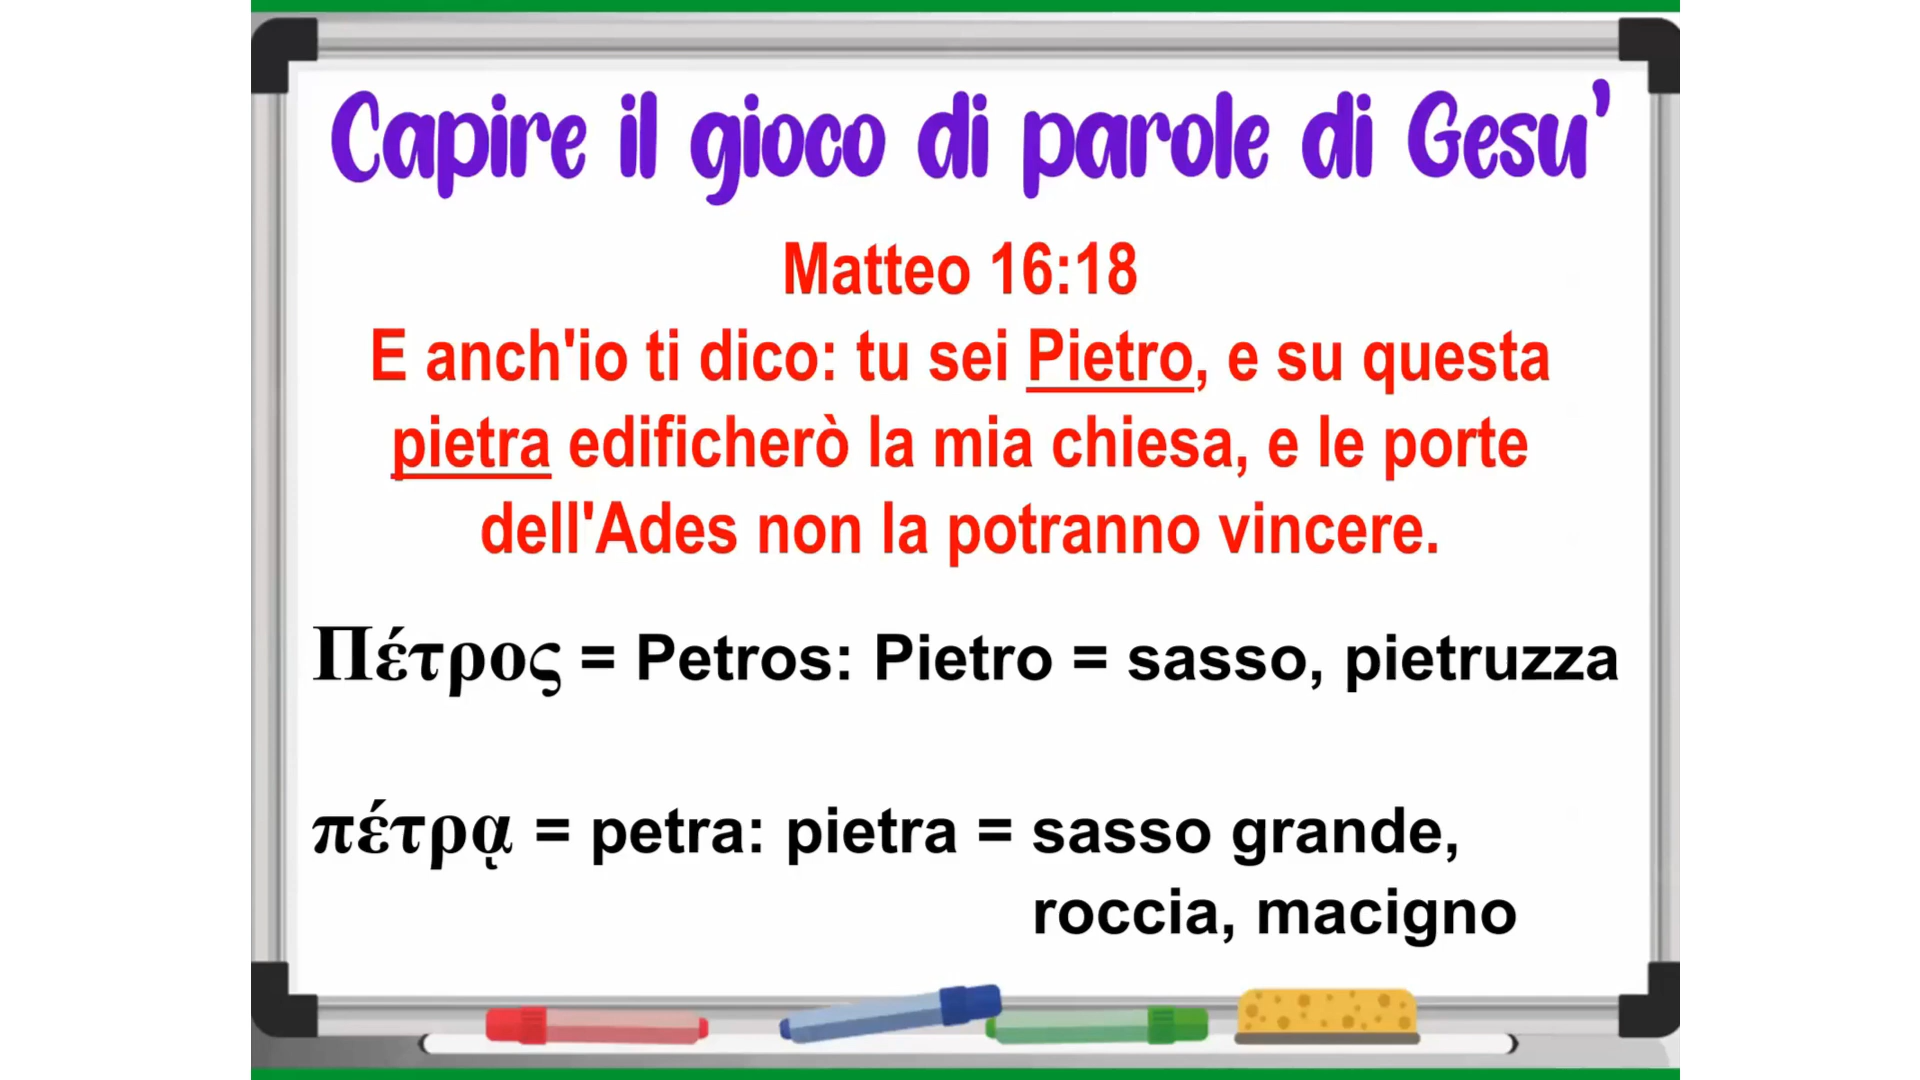 Capire il gioco di parole di Gesu'
Matteo 16:18
E anch'io ti dico: tu sei Pietro, e su questa
pietra edificherò la mia chiesa, e le porte
dell'Ades non la potranno vincere.
Πέτρος = Petros: Pietro = sasso, pietruzza
πέτρᾳ = petra: pietra = sasso grande,
roccia, macigno